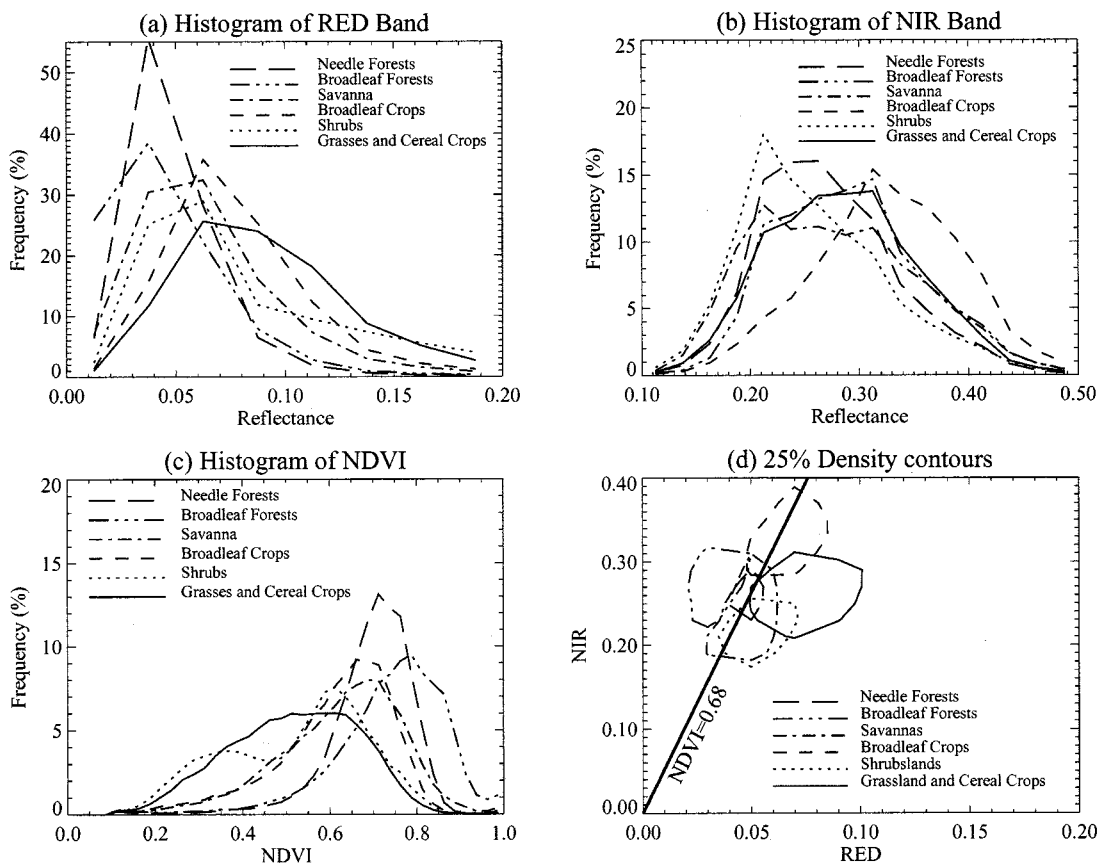 (a) Histogram of RED Band
Frequency (%)
50
40
30
20
10
0
Needle Forests
Broadleaf Forests
Savanna
Broadleaf Crops
Shrubs
Grasses and Cereal Crops
0.00 0.05 0.10 0.15 0.20
Reflectance
(b) Histogram of NIR Band
Frequency (%)
25
20
15
10
5
0
Needle Forests
Broadleaf Forests
Savanna
Broadleaf Crops
Shrubs
Grasses and Cereal Crops
0.10 0.20 0.30 0.40 0.50
Reflectance
(c) Histogram of NDVI
Frequency (%)
20
15
10
5
0
Needle Forests
Broadleaf Forests
Savanna
Broadleaf Crops
Shrubs
Grasses and Cereal Crops
0.0 0.2 0.4 0.6 0.8 1.0
NDVI
(d) 25% Density contours
NIR
0.40
0.30
0.20
0.10
0.00
NDVI=0.68
Needle Forests
Broadleaf Forests
Savannas
Broadleaf Crops
Shrubslands
Grassland and Cereal Crops
0.00 0.05 0.10 0.15 0.20
RED